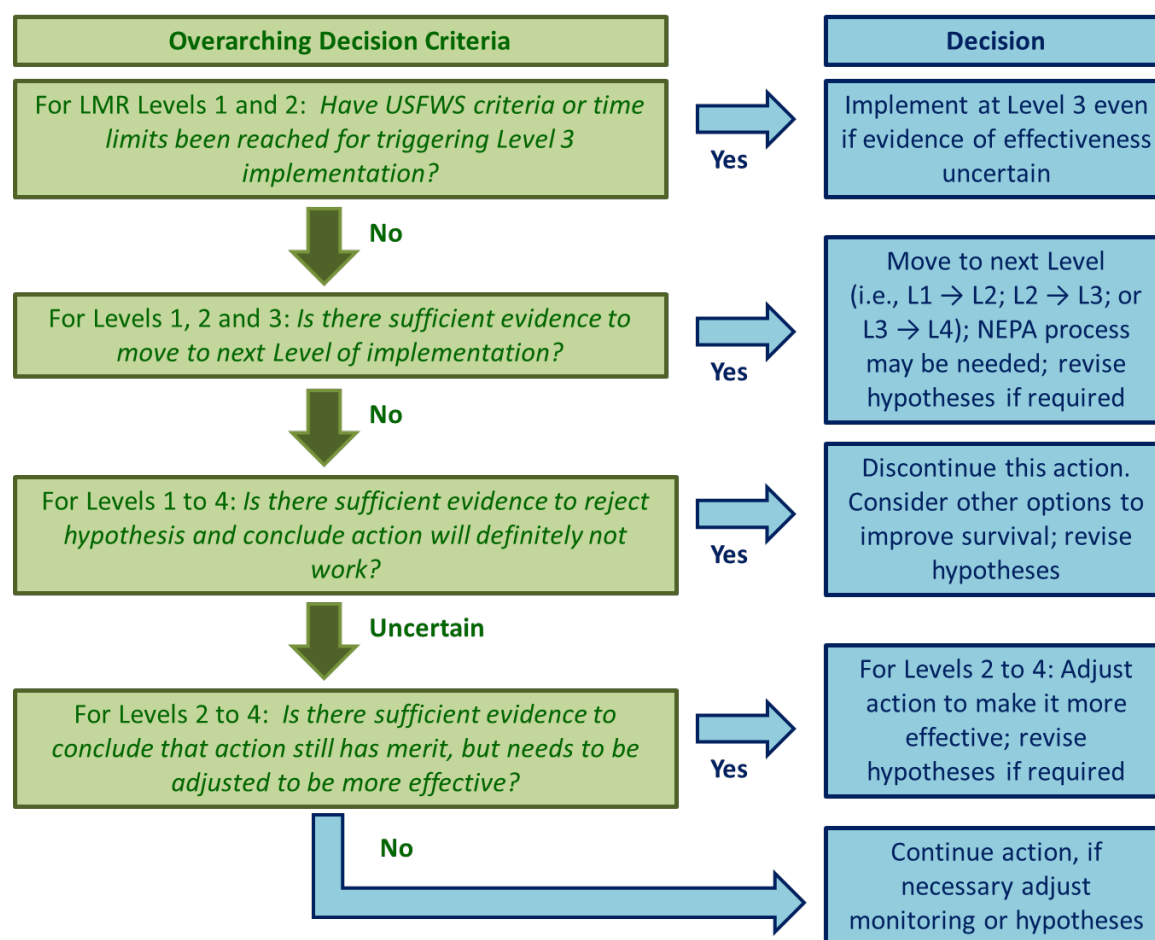 Overarching Decision Criteria
Decision
For LMR Levels 1 and 2: Have USFWS criteria or time
limits been reached for triggering Level 3
implementation?
Yes
Implement at Level 3 even
if evidence of effectiveness
uncertain
No
For Levels 1, 2 and 3: Is there sufficient evidence to
move to next Level of implementation?
Yes
Move to next Level
(i.e., L1 → L2; L2 → L3; or
L3 → L4); NEPA process
may be needed; revise
hypotheses if required
No
For Levels 1 to 4: Is there sufficient evidence to reject
hypothesis and conclude action will definitely not
work?
Yes
Discontinue this action.
Consider other options to
improve survival; revise
hypotheses
Uncertain
For Levels 2 to 4: Is there sufficient evidence to
conclude that action still has merit, but needs to be
adjusted to be more effective?
Yes
For Levels 2 to 4: Adjust
action to make it more
effective; revise
hypotheses if required
No
Continue action, if
necessary adjust
monitoring or hypotheses